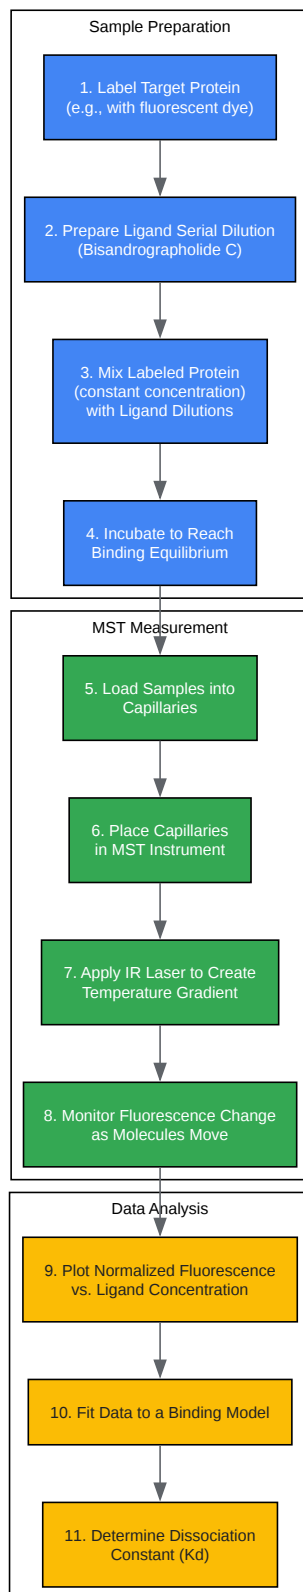 Sample Preparation
1. Label Target Protein
(e.g., with fluorescent dye)
2. Prepare Ligand Serial Dilution
(Bisandrographolide C)
3. Mix Labeled Protein
(constant concentration)
with Ligand Dilutions
4. Incubate to Reach
Binding Equilibrium
MST Measurement
5. Load Samples into
Capillaries
6. Place Capillaries
in MST Instrument
7. Apply IR Laser to Create
Temperature Gradient
8. Monitor Fluorescence Change
as Molecules Move
Data Analysis
9. Plot Normalized Fluorescence
vs. Ligand Concentration
10. Fit Data to a Binding Model
11. Determine Dissociation
Constant (Kd)